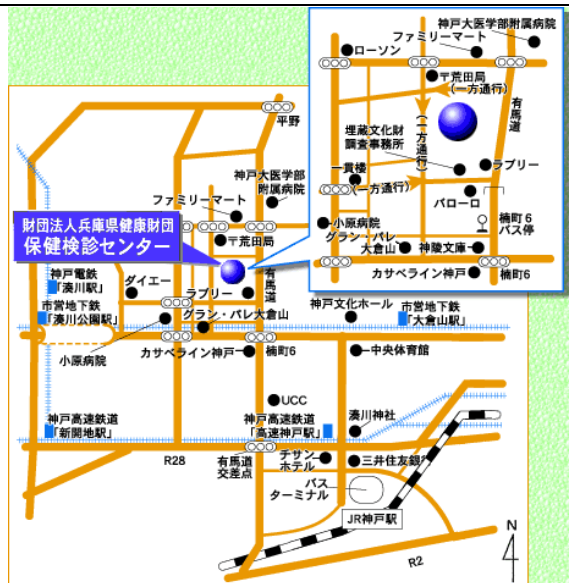 神戸大医学部附属病院
ファミリーマート
ローソン
〒荒田局
(一方通行)
有馬道
埋蔵文化財
調査事務所
(一方通行)
一貫楼
ラブリー
(一方通行)
パローロ
小原病院
楠町6
バス停
グラン・パレ
大倉山
神陵文庫
カサベライン神戸
楠町6
平野
神戸大医学部
附属病院
ファミリーマート
財団法人兵庫県健康財団
保健検診センター
〒荒田局
神戸電鉄
「湊川駅」
ダイエー
ラブリー
有馬道
市営地下鉄
「湊川公園駅」
グラン・パレ大倉山
神戸文化ホール
市営地下鉄
「大倉山駅」
小原病院
カサベライン神戸
楠町6
中央体育館
UCC
神戸高速鉄道
「新開地駅」
神戸高速鉄道
「高速神戸駅」
湊川神社
R28
有馬道
交差点
チサン
ホテル
三井住友銀
バス
ターミナル
JR神戸駅
R2
N